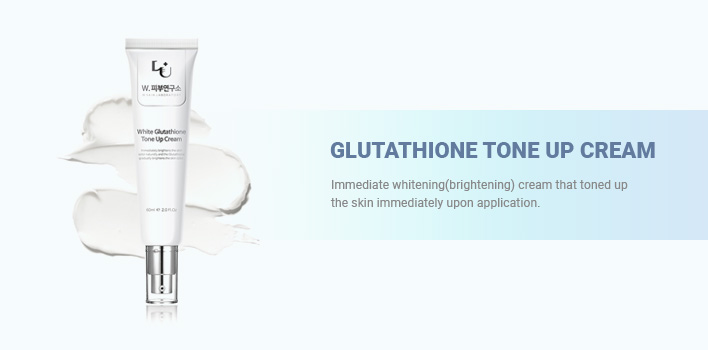 W. 피부연구소
White Glutathione
Tone Up Cream
GLUTATHIONE TONE UP CREAM
Immediate whitening(brightening) cream that toned up
the skin immediately upon application.